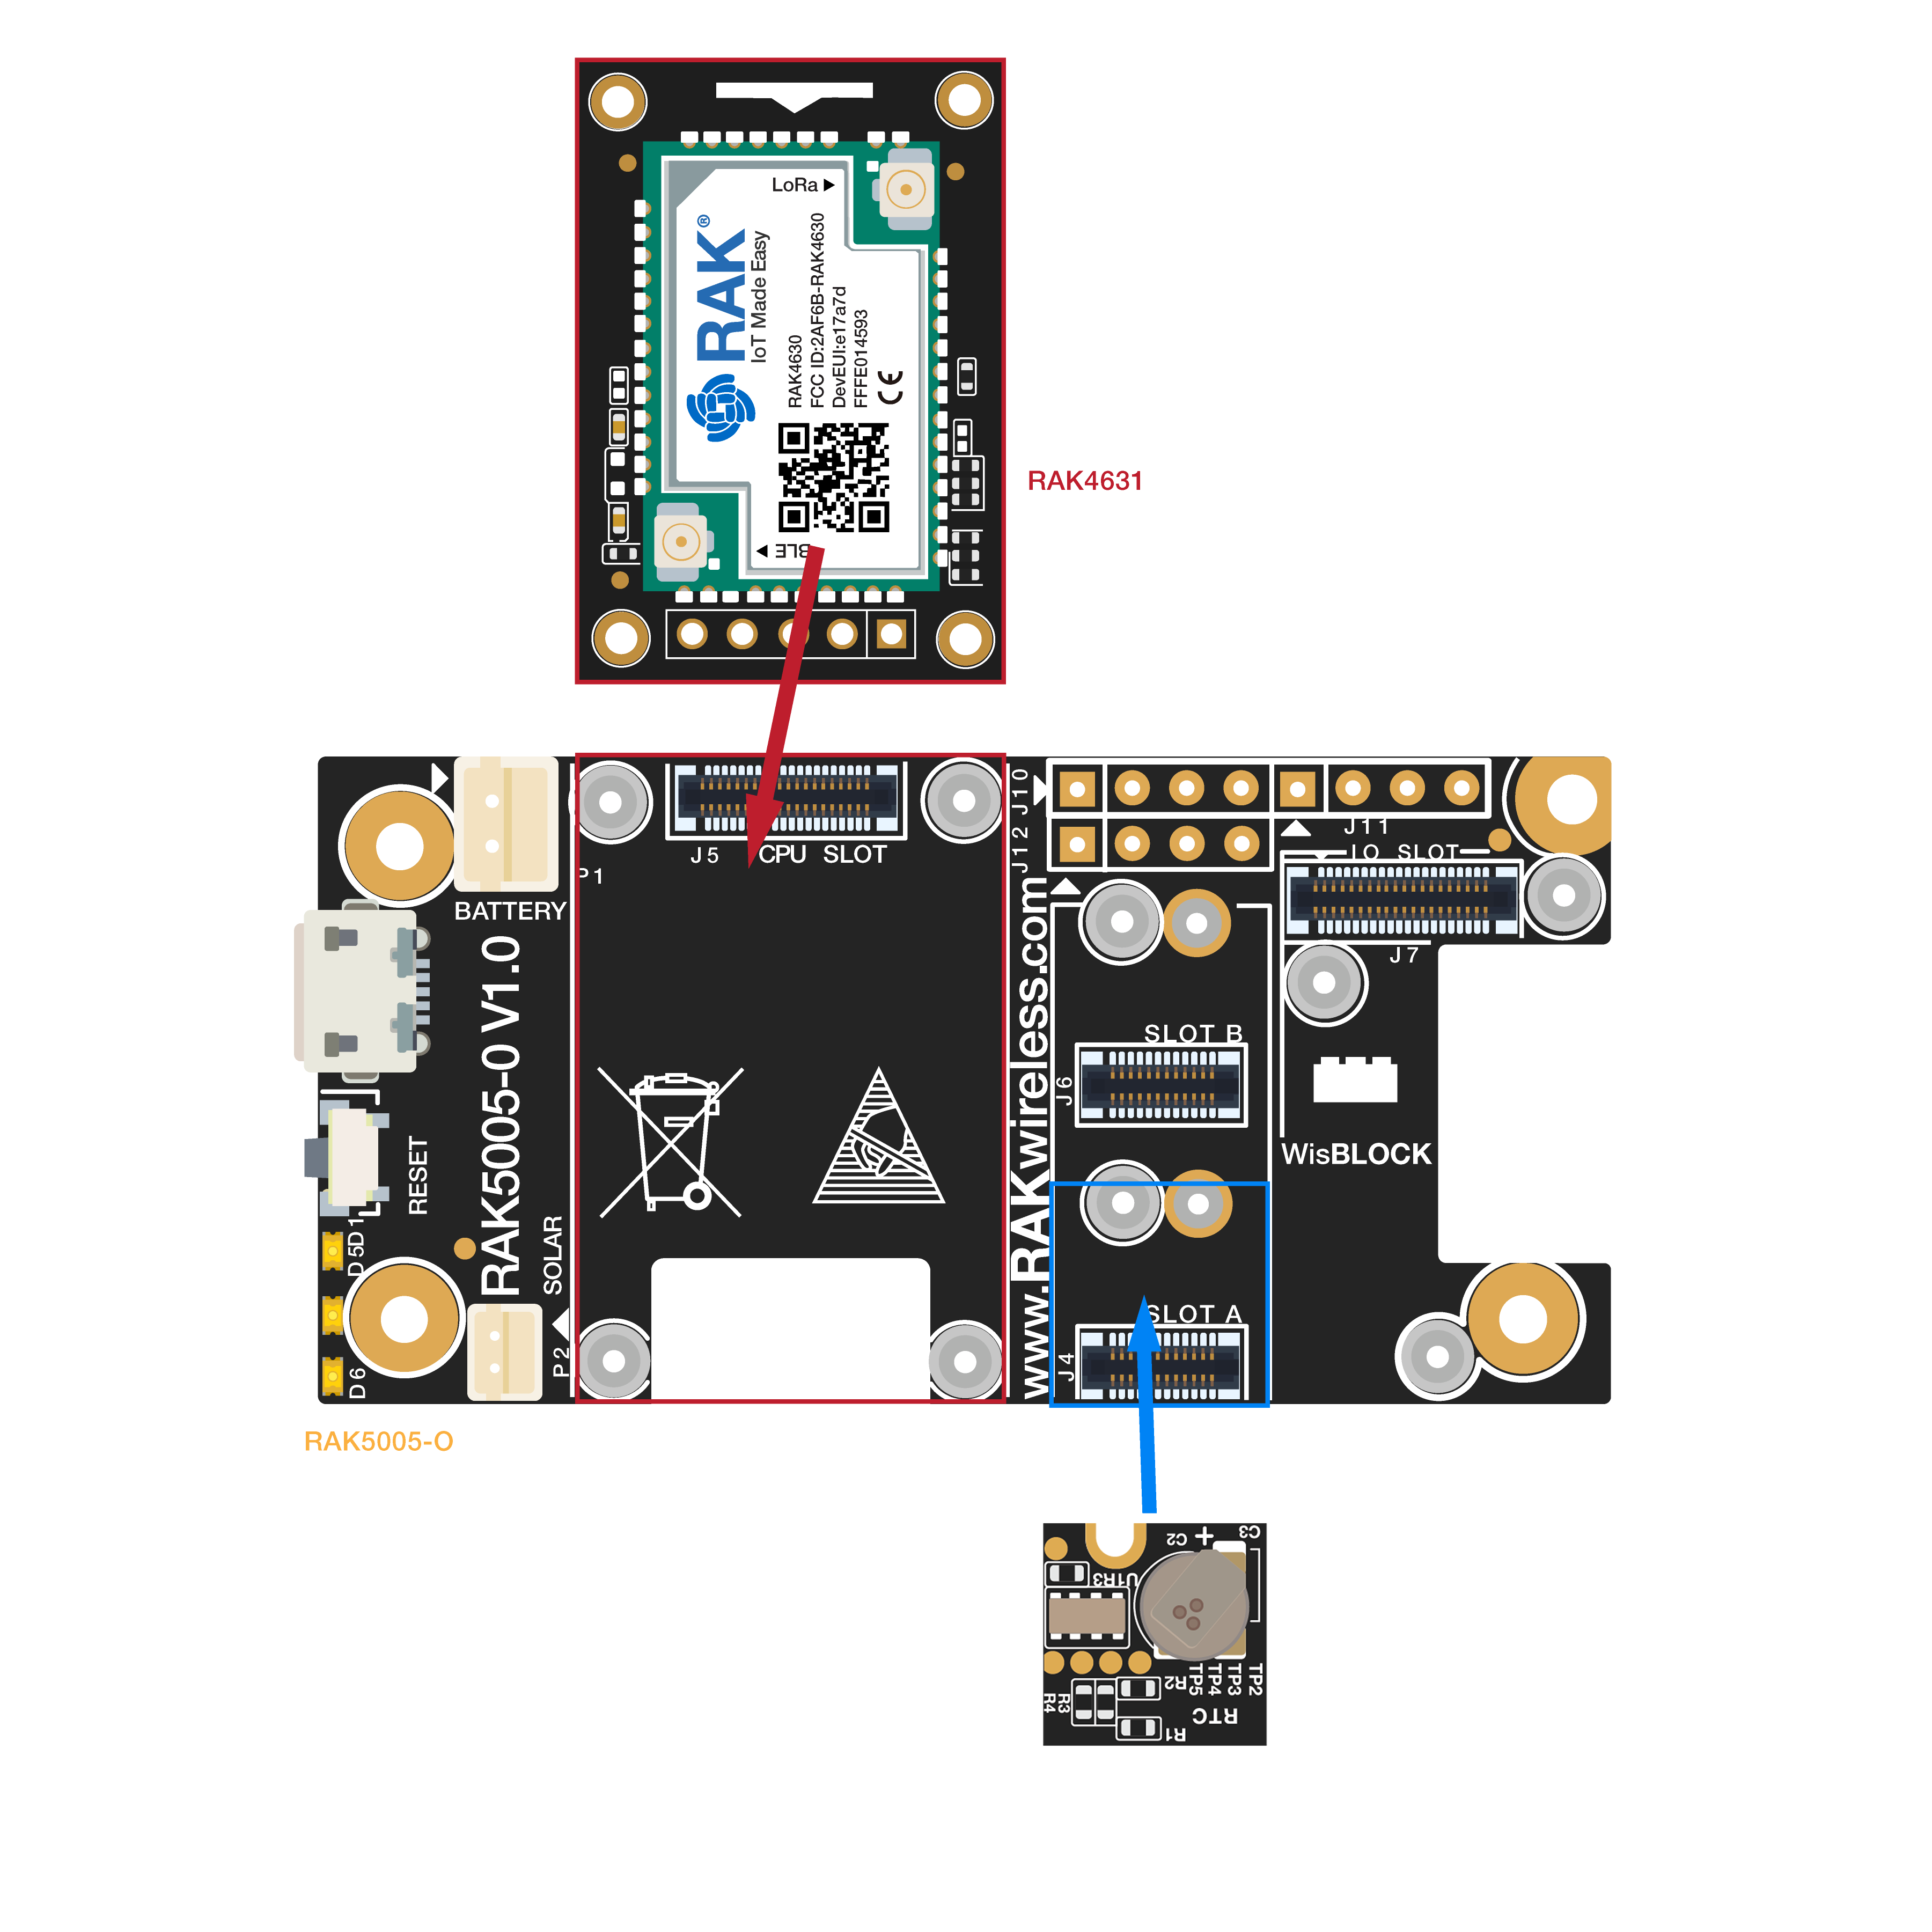 LoRa
RAK®
IoT Made Easy
RAK4630
FCC ID:2AF6B-RAK4630
DevEUI:e17a7d
FFFE014593
CE
BLE
RAK4631
J10
J12
J11
J5
CPU SLOT
IO SLOT
P1
BATTERY
J7
RAK5005-0 V1.0
www.RAKwireless.com
SLOT B
J6
WisBLOCK
RESET
SOLAR
D1
D5
SLOT A
J4
P2
D6
RAK5005-O
C2
+
C3
U1R3
R2
TP5
TP4
TP3
TP2
R4
R3
RTC
R1